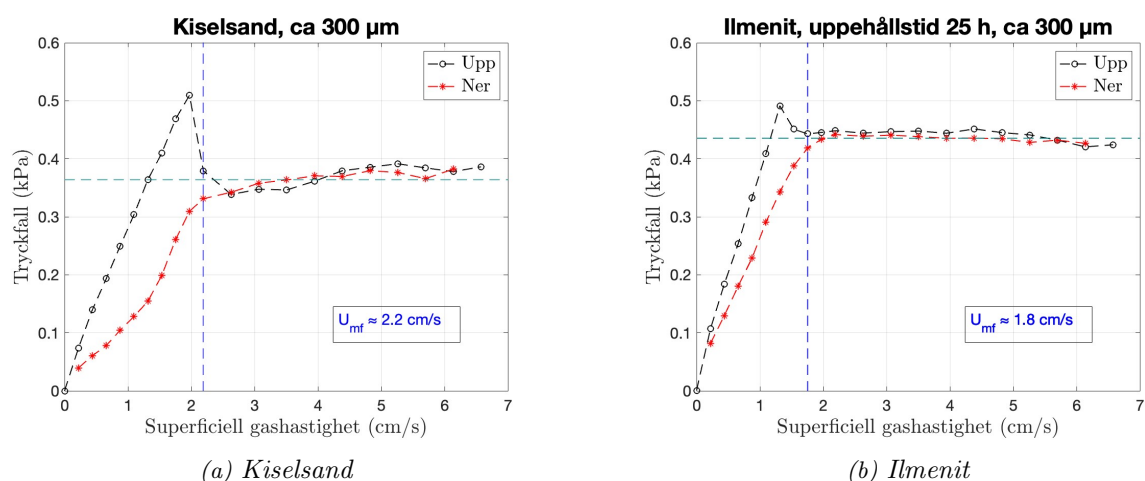 Kiselsand, ca 300 µm
0.6
0.5
0.4
0.3
0.2
0.1
0
Tryckfall (kPa)
Upp
Ner
U_mf ≈ 2.2 cm/s
0 1 2 3 4 5 6 7
Superficiell gashastighet (cm/s)
(a) Kiselsand
Ilmenit, uppehållstid 25 h, ca 300 µm
0.6
0.5
0.4
0.3
0.2
0.1
0
Tryckfall (kPa)
Upp
Ner
U_mf ≈ 1.8 cm/s
0 1 2 3 4 5 6 7
Superficiell gashastighet (cm/s)
(b) Ilmenit